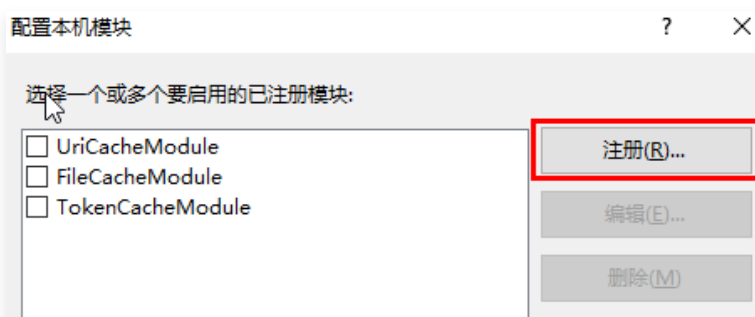 配置本机模块
选择一个或多个要启用的已注册模块:
UriCacheModule
FileCacheModule
TokenCacheModule
注册(R)...
编辑(E)...
删除(M)